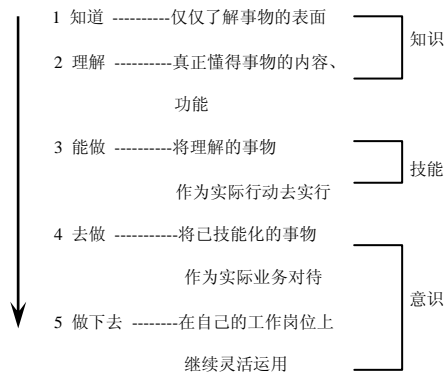 1 知道 ----------仅仅了解事物的表面
知识
2 理解 ----------真正懂得事物的内容、
功能
3 能做 ----------将理解的事物
技能
作为实际行动去实行
4 去做 ----------将已技能化的事物
作为实际业务对待
意识
5 做下去 --------在自己的工作岗位上
继续灵活运用